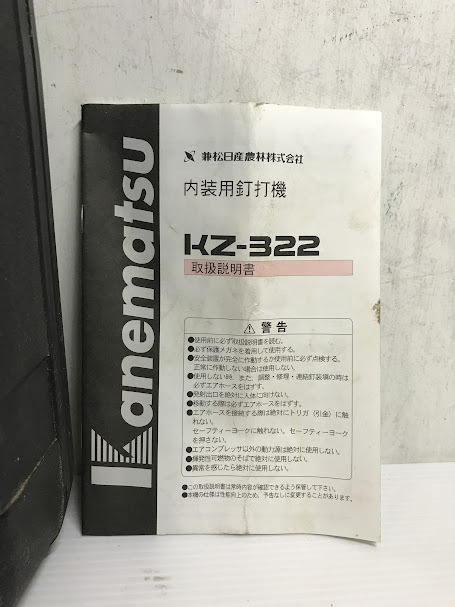 Kanematsu
兼松日産農林株式会社
内装用釘打機
KZ-322
取扱説明書
⚠ 警告
●使用前に必ず取扱説明書を読む。
●必ず保護メガネを着用して使用する。
●安全装置が完全に作動するか使用前に必ず点検する。
正常に作動しない場合は使用しない。
●使用しない時、また、調整・修理・連結釘装填の時は
必ずエアホースをはずす。
●発射出口を絶対に人体に向けない。
●移動する際は必ずエアホースをはずす。
●エアホースを接続する際は絶対にトリガ（引金）に触
れない。
セーフティーヨークに触れない。セーフティーヨーク
を押さない。
●エアコンプレッサ以外の動力源は絶対に使用しない。
●揮発性可燃物のそばで絶対に使用しない。
●異常を感じたら絶対に使用しない。
●この取扱説明書は常時内容が確認できるよう保管して下さい。
●本機の仕様は性能向上のため、予告なしに変更することがあります。